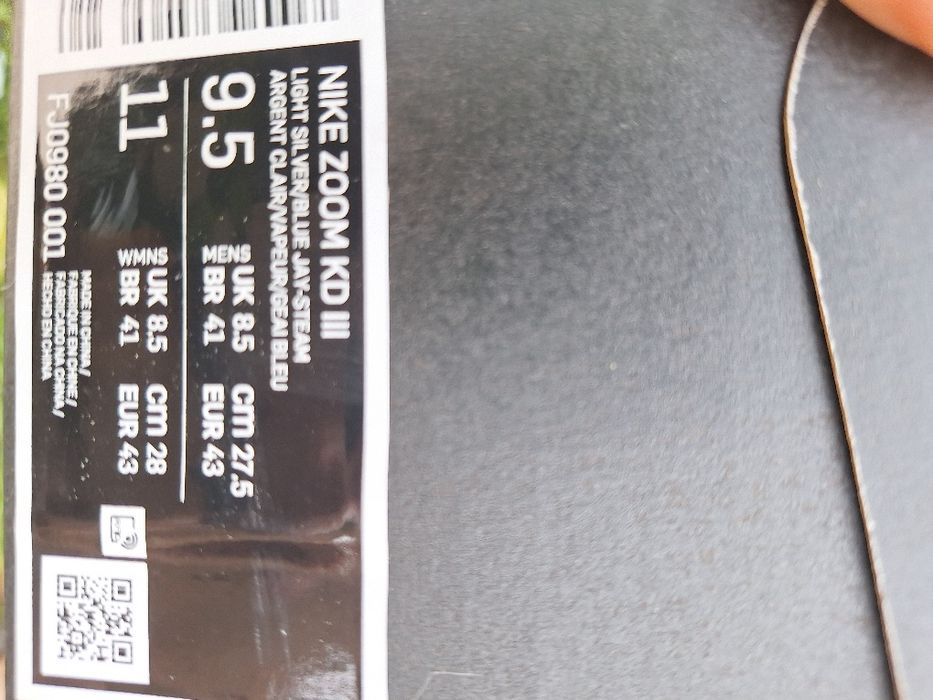 NIKE ZOOM KD III
LIGHT SILVER/BLUE JAY-STEAM
ARGENT CLAIR/VAPEUR/GEAI BLEU
9.5
MENS
UK 8.5 cm 27.5
BR 41 EUR 43
11
WMNS
UK 8.5 cm 28
BR 41 EUR 43
FJ0980 001
MADE IN CHINA/
FABRIQUE EN CHINE/
FABRICADO NA CHINA/
HECHO EN CHINA